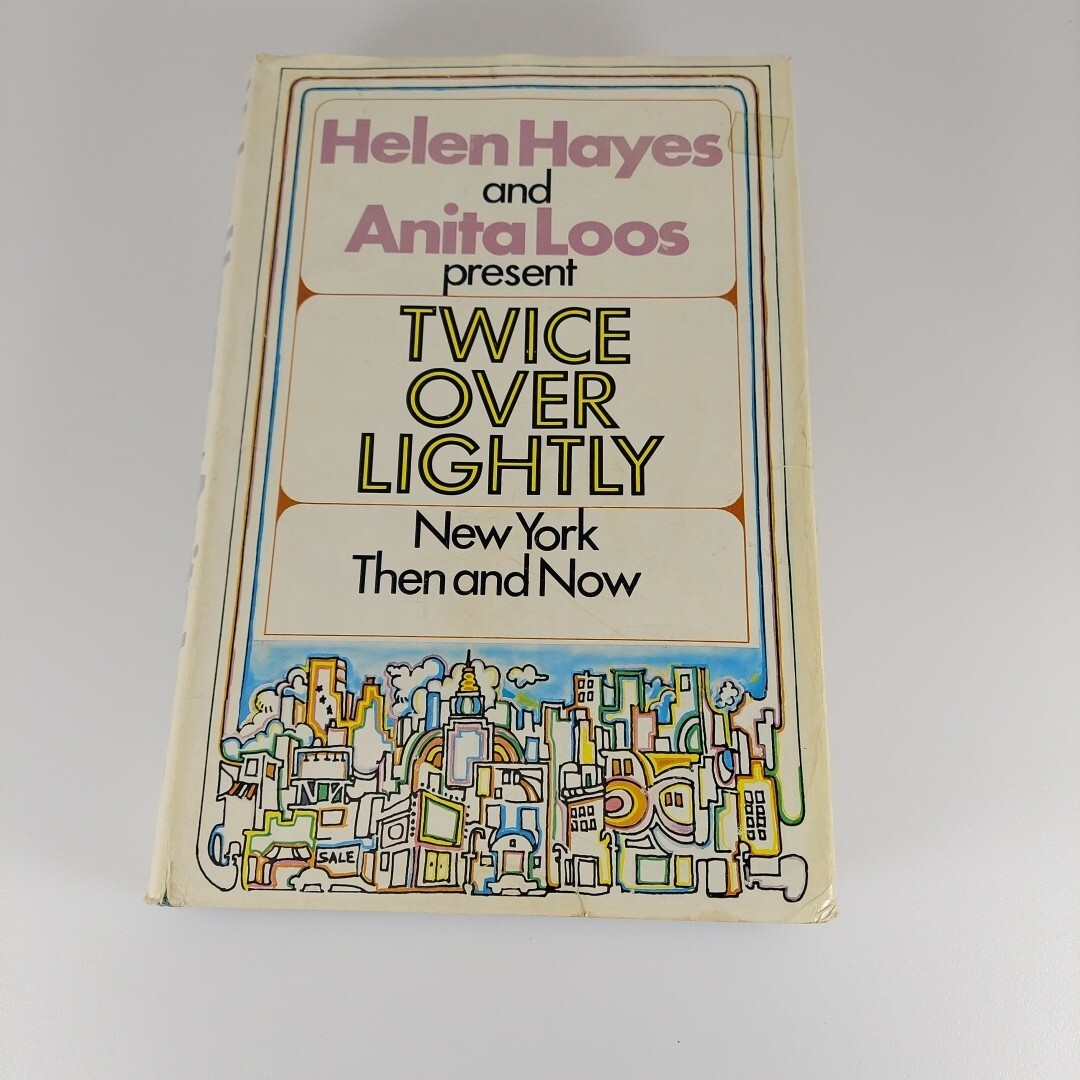 Helen Hayes
and
Anita Loos
present
TWICE
OVER
LIGHTLY
New York
Then and Now
SALE